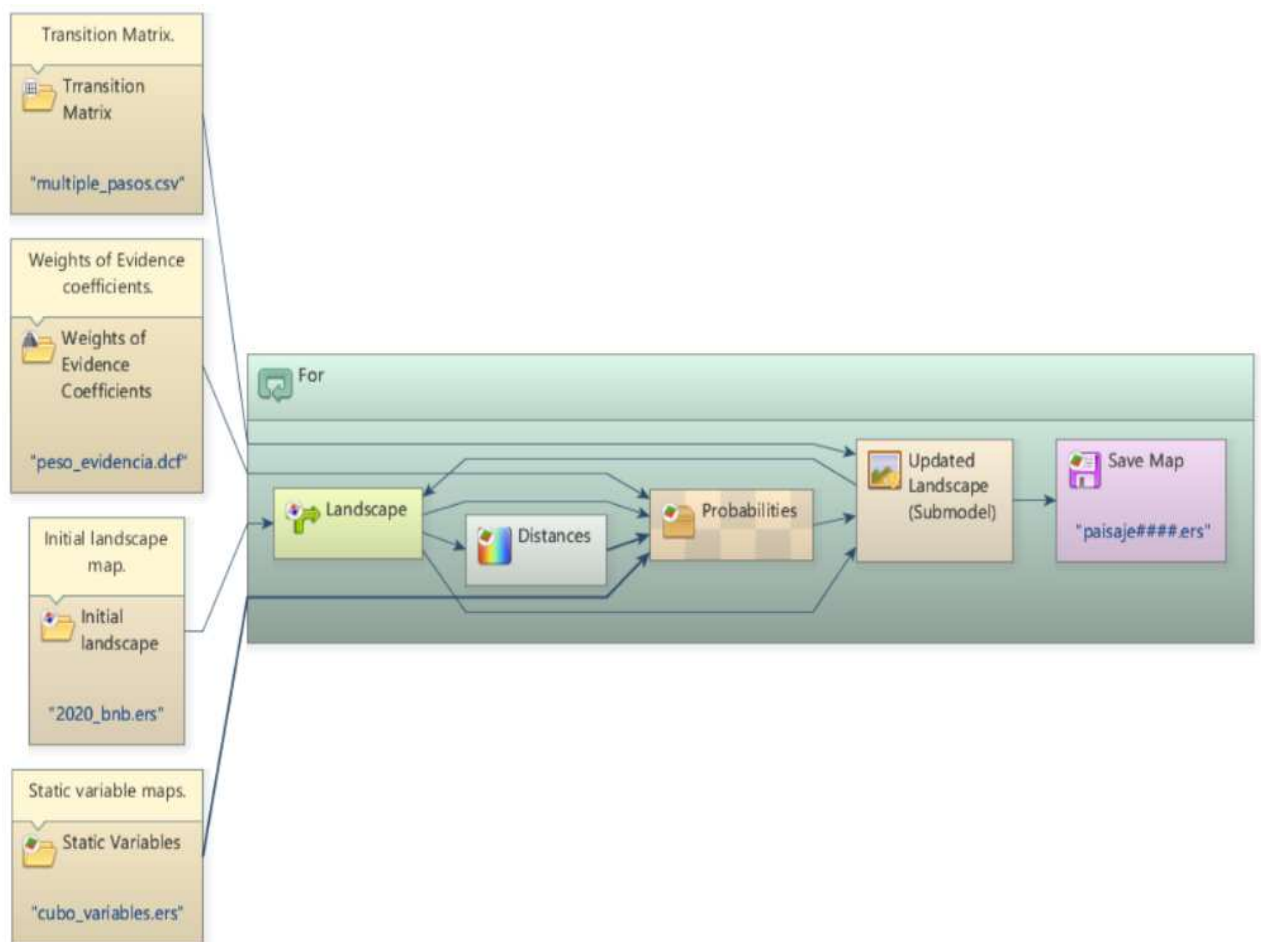 Transition Matrix.
Trransition
Matrix
"multiple_pasos.csv"
Weights of Evidence
coefficients.
Weights of
Evidence
Coefficients
"peso_evidencia.dcf"
Initial landscape
map.
Initial
landscape
"2020_bnb.ers"
Static variable maps.
Static Variables
"cubo_variables.ers"
For
Landscape
Distances
Probabilities
Updated
Landscape
(Submodel)
Save Map
"paisaje####.ers"